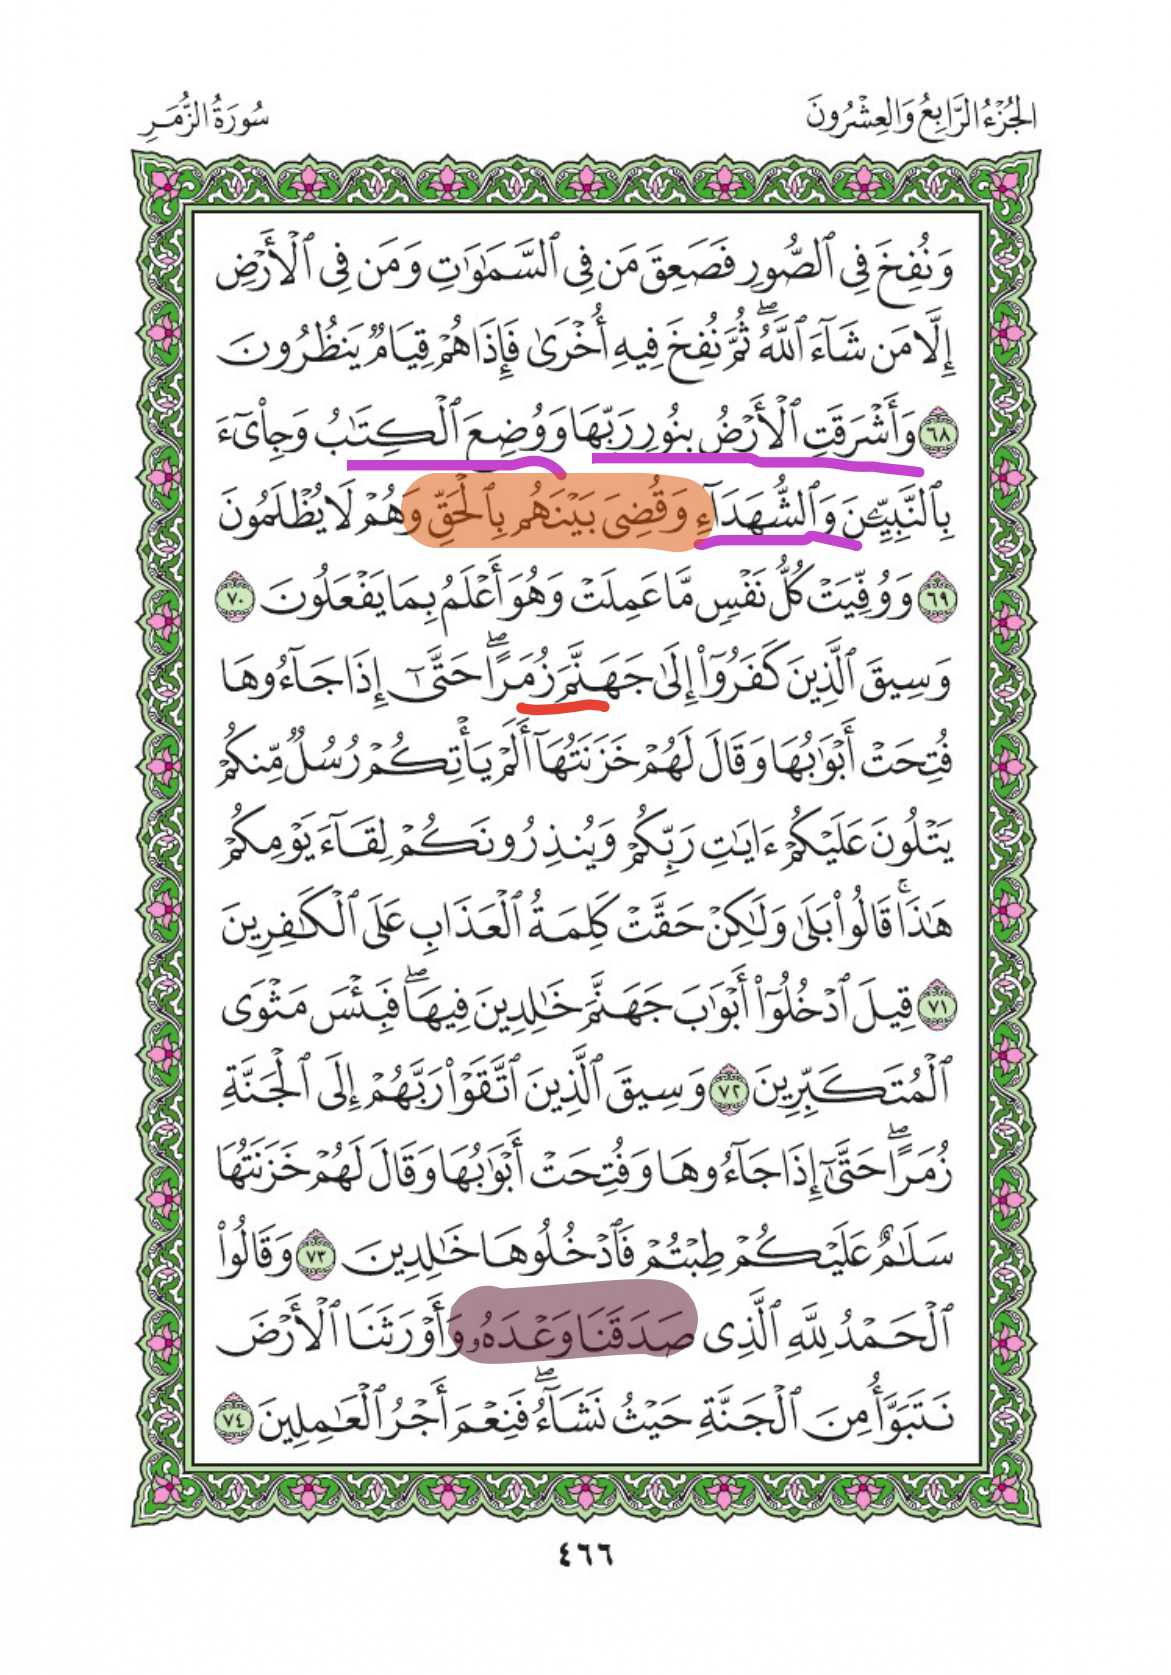 الجُزْءُ الرَّابِعُ وَالعِشْرُونَ
سُورَةُ الزُّمَرِ
وَنُفِخَ فِي ٱلصُّورِ فَصَعِقَ مَن فِي ٱلسَّمَٰوَٰتِ وَمَن فِي ٱلْأَرْضِ
إِلَّا مَن شَآءَ ٱللَّهُۖ ثُمَّ نُفِخَ فِيهِ أُخْرَىٰ فَإِذَا هُمْ قِيَامٌ يَنظُرُونَ
٦٨ وَأَشْرَقَتِ ٱلْأَرْضُ بِنُورِ رَبِّهَا وَوُضِعَ ٱلْكِتَٰبُ وَجِا۟يٓءَ
بِٱلنَّبِيِّـۧنَ وَٱلشُّهَدَآءِ وَقُضِيَ بَيْنَهُم بِٱلْحَقِّ وَهُمْ لَا يُظْلَمُونَ
٦٩ وَوُفِّيَتْ كُلُّ نَفْسٍ مَّا عَمِلَتْ وَهُوَ أَعْلَمُ بِمَا يَفْعَلُونَ ٧٠
وَسِيقَ ٱلَّذِينَ كَفَرُوٓا۟ إِلَىٰ جَهَنَّمَ زُمَرًاۖ حَتَّىٰٓ إِذَا جَآءُوهَا
فُتِحَتْ أَبْوَٰبُهَا وَقَالَ لَهُمْ خَزَنَتُهَآ أَلَمْ يَأْتِكُمْ رُسُلٌ مِّنكُمْ
يَتْلُونَ عَلَيْكُمْ ءَايَٰتِ رَبِّكُمْ وَيُنذِرُونَكُمْ لِقَآءَ يَوْمِكُمْ
هَٰذَاۚ قَالُوا۟ بَلَىٰ وَلَٰكِنْ حَقَّتْ كَلِمَةُ ٱلْعَذَابِ عَلَى ٱلْكَٰفِرِينَ
٧١ قِيلَ ٱدْخُلُوٓا۟ أَبْوَٰبَ جَهَنَّمَ خَٰلِدِينَ فِيهَاۖ فَبِئْسَ مَثْوَى
ٱلْمُتَكَبِّرِينَ ٧٢ وَسِيقَ ٱلَّذِينَ ٱتَّقَوْا۟ رَبَّهُمْ إِلَى ٱلْجَنَّةِ
زُمَرًاۖ حَتَّىٰٓ إِذَا جَآءُوهَا وَفُتِحَتْ أَبْوَٰبُهَا وَقَالَ لَهُمْ خَزَنَتُهَا
سَلَٰمٌ عَلَيْكُمْ طِبْتُمْ فَٱدْخُلُوهَا خَٰلِدِينَ ٧٣ وَقَالُوا۟
ٱلْحَمْدُ لِلَّهِ ٱلَّذِي صَدَقَنَا وَعْدَهُۥ وَأَوْرَثَنَا ٱلْأَرْضَ
نَتَبَوَّأُ مِنَ ٱلْجَنَّةِ حَيْثُ نَشَآءُۖ فَنِعْمَ أَجْرُ ٱلْعَٰمِلِينَ ٧٤
٤٦٦